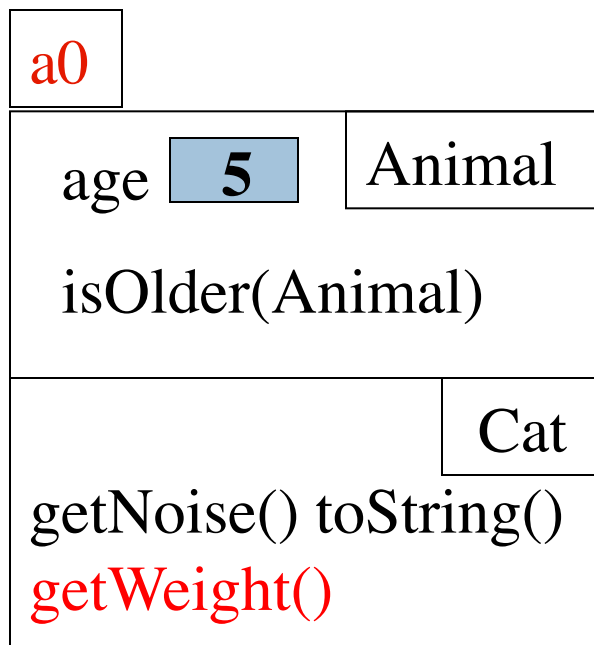 a0
age 5 Animal
isOlder(Animal)
Cat
getNoise() toString()
getWeight()